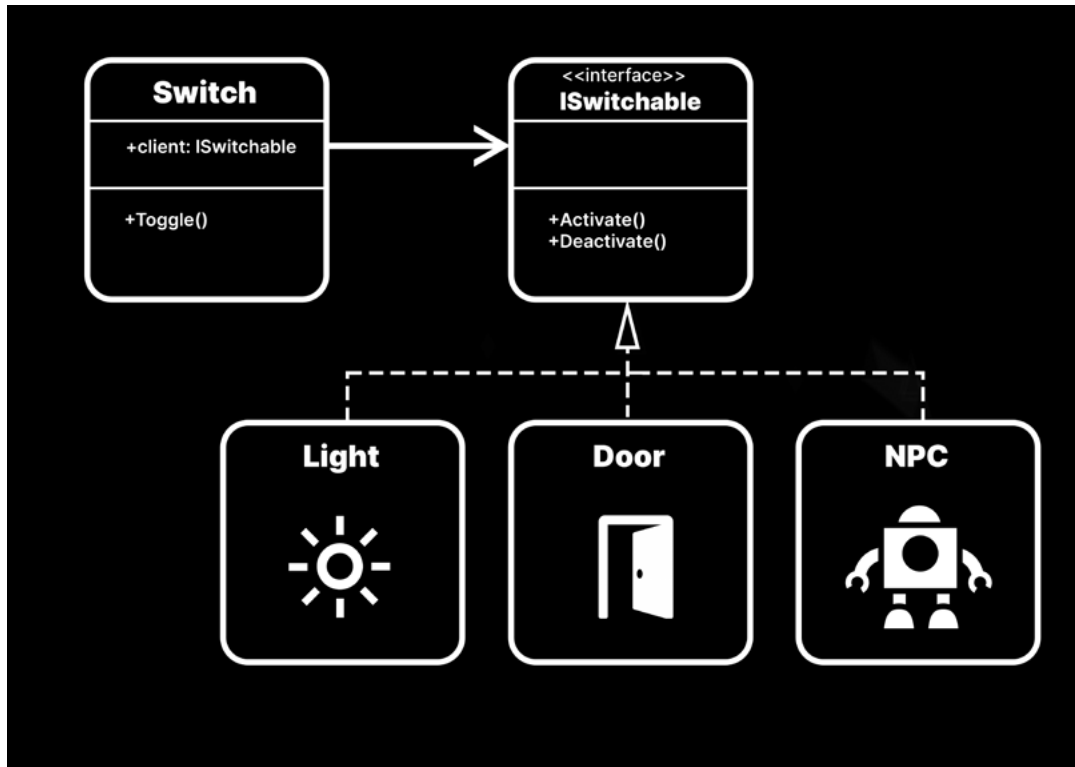 Switch
+client: ISwitchable
+Toggle()
<<interface>>
ISwitchable
+Activate()
+Deactivate()
Light
Door
NPC